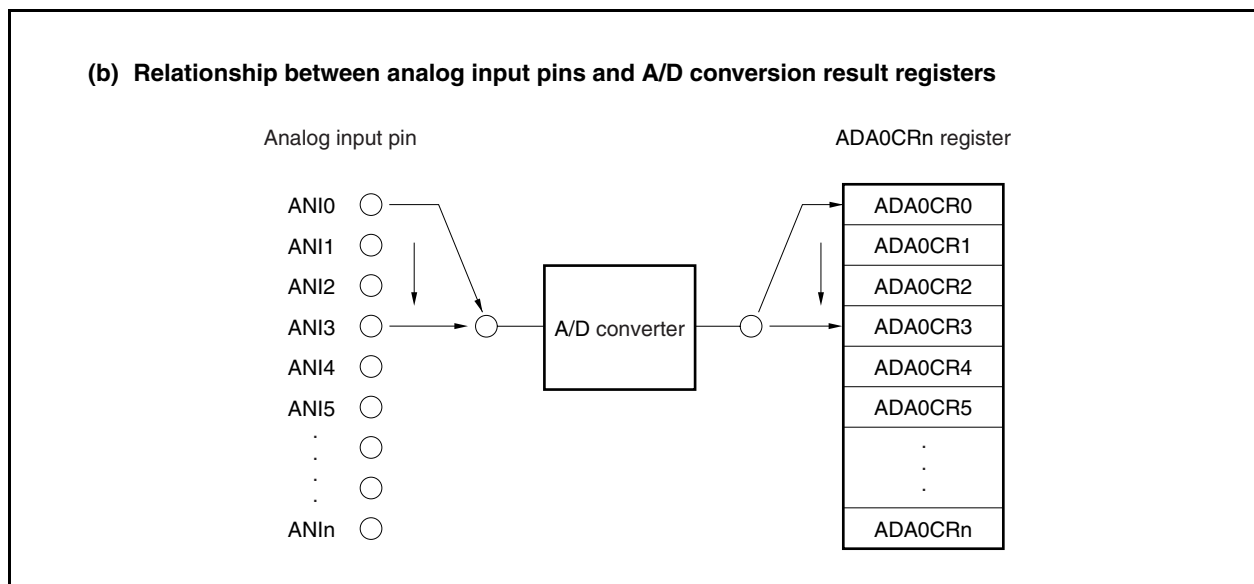 (b) Relationship between analog input pins and A/D conversion result registers
Analog input pin
ADA0CRn register
ANI0
ADA0CR0
ANI1
ADA0CR1
ANI2
ADA0CR2
ANI3
A/D converter
ADA0CR3
ANI4
ADA0CR4
ANI5
ADA0CR5
.
.
.
.
.
.
.
ANIn
ADA0CRn